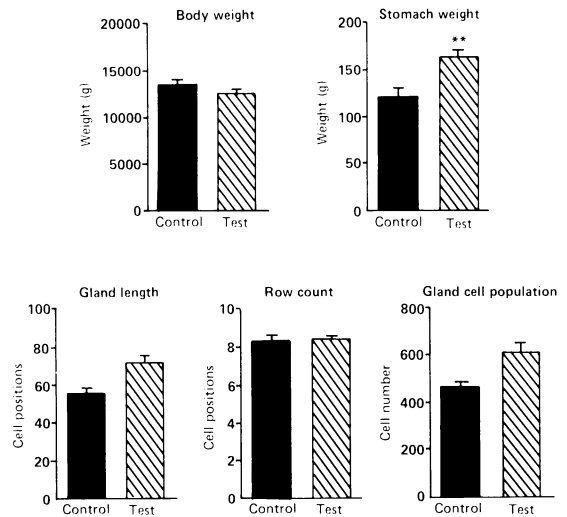 Body weight
Weight (g)
20000
15000
10000
5000
0
Control Test
Stomach weight
Weight (g)
200
150
100
50
0
**
Control Test
Gland length
Cell positions
100
80
60
40
20
0
Control Test
Row count
Cell positions
10
8
6
4
2
0
Control Test
Gland cell population
Cell number
800
600
400
200
0
Control Test